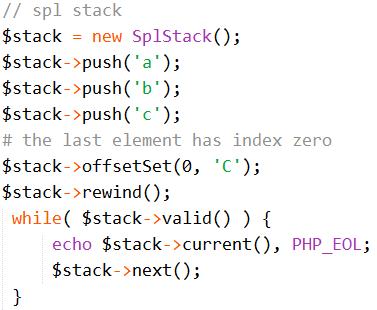 // spl stack
$stack = new SplStack();
$stack->push('a');
$stack->push('b');
$stack->push('c');
# the last element has index zero
$stack->offsetSet(0, 'C');
$stack->rewind();
while( $stack->valid() ) {
echo $stack->current(), PHP_EOL;
$stack->next();
}